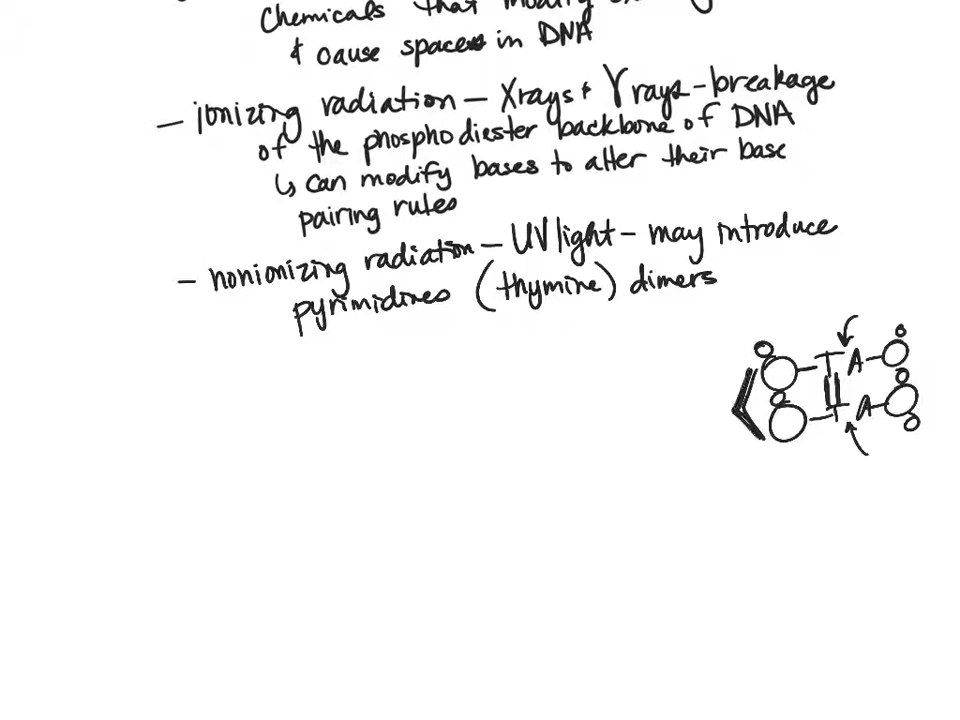 Chemicals that modify
& cause spaces in DNA
- ionizing radiation - Xrays & γ rays - breakage
of the phosphodiester backbone of DNA
↳ can modify bases to alter their base
pairing rules
- nonionizing radiation - UV light - may introduce
pyrimidines (thymine) dimers
T A
T A